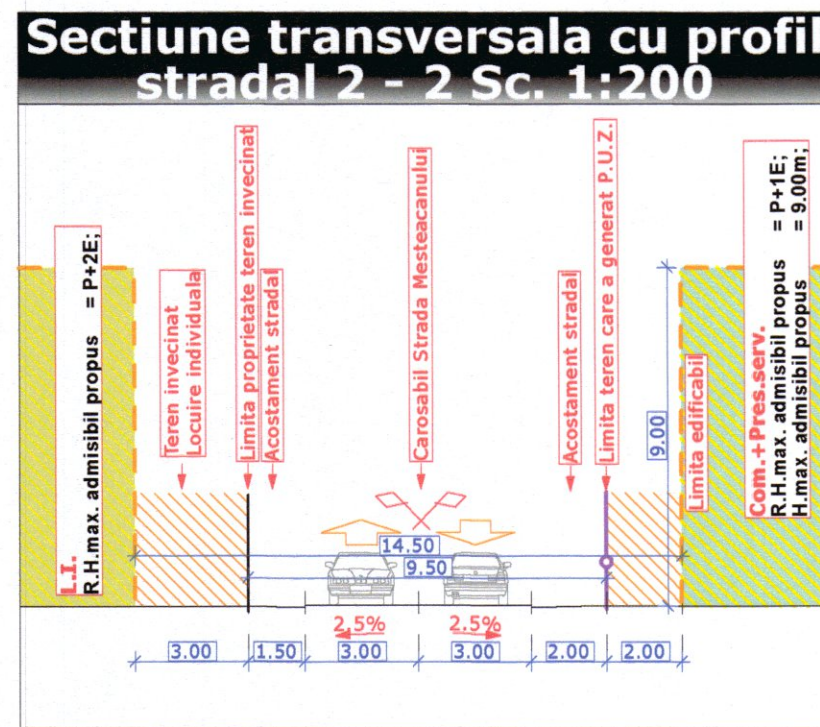 Sectiune transversala cu profil
stradal 2 - 2 Sc. 1:200
L.I.
R.H.max. admisibil propus = P+2E;
Teren invecinat
Locuire individuala
Limita proprietate teren invecinat
Acostament stradal
Carosabil Strada Mesteacanului
Acostament stradal
Limita teren care a generat P.U.Z.
9.00
Limita edificabil
Com.+Pres.serv.
R.H.max. admisibil propus = P+1E;
H.max. admisibil propus = 9.00m;
14.50
9.50
2.5%
2.5%
3.00
1.50
3.00
3.00
2.00
2.00